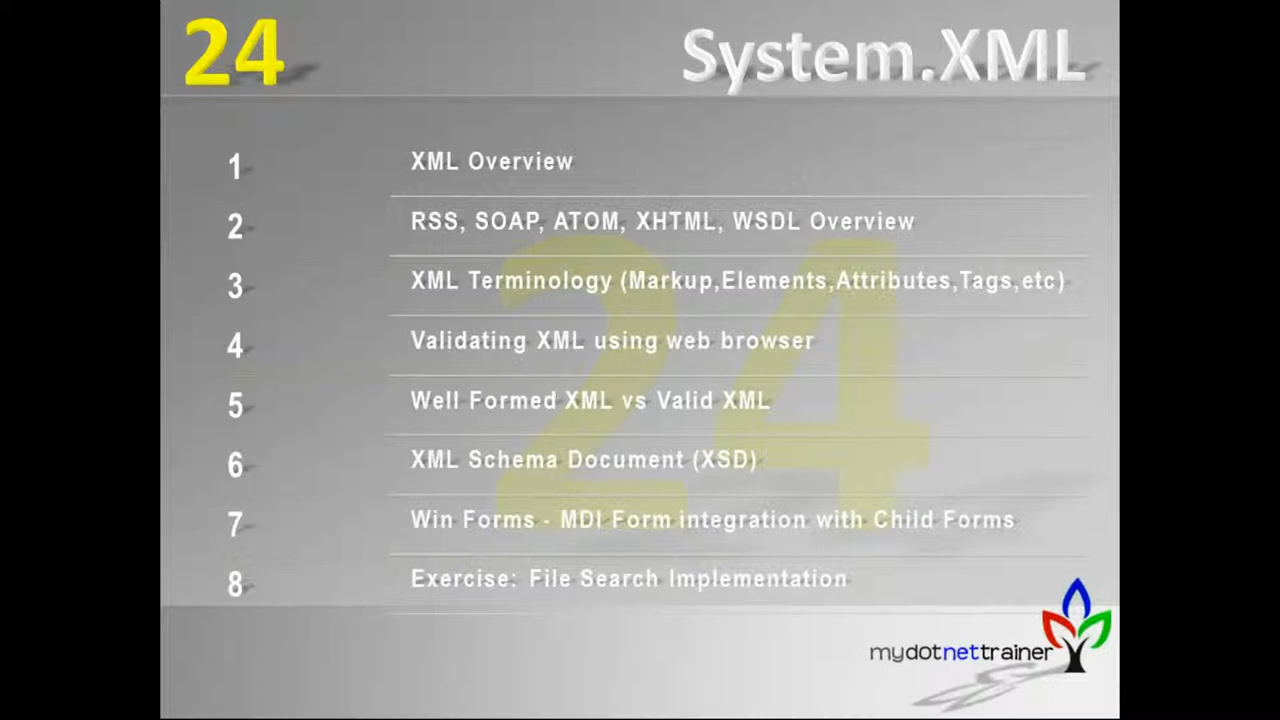 24 System.XML
1 XML Overview
2 RSS, SOAP, ATOM, XHTML, WSDL Overview
3 XML Terminology (Markup,Elements,Attributes,Tags,etc)
4 Validating XML using web browser
5 Well Formed XML vs Valid XML
6 XML Schema Document (XSD)
7 Win Forms - MDI Form integration with Child Forms
8 Exercise: File Search Implementation
24
mydotnettrainer